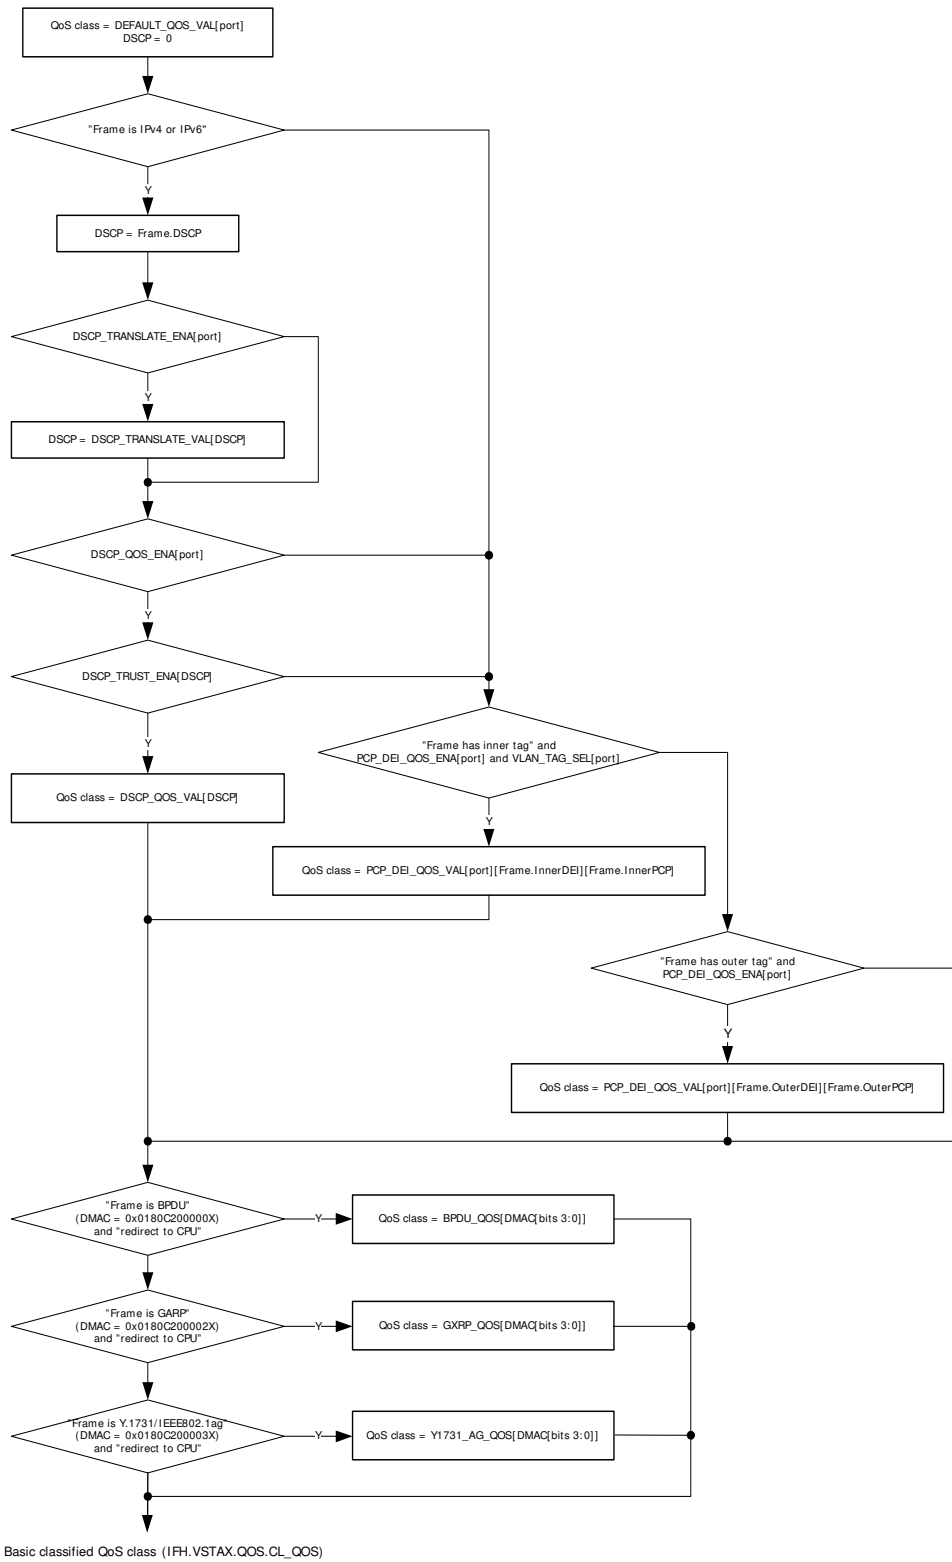 QoS class = DEFAULT_QOS_VAL[port]
DSCP = 0
"Frame is IPv4 or IPv6"
Y
DSCP = Frame.DSCP
DSCP_TRANSLATE_ENA[port]
Y
DSCP = DSCP_TRANSLATE_VAL[DSCP]
DSCP_QOS_ENA[port]
Y
DSCP_TRUST_ENA[DSCP]
Y
"Frame has inner tag" and
PCP_DEI_QOS_ENA[port] and VLAN_TAG_SEL[port]
QoS class = DSCP_QOS_VAL[DSCP]
Y
QoS class = PCP_DEI_QOS_VAL[port][Frame.InnerDEI][Frame.InnerPCP]
"Frame has outer tag" and
PCP_DEI_QOS_ENA[port]
Y
QoS class = PCP_DEI_QOS_VAL[port][Frame.OuterDEI][Frame.OuterPCP]
"Frame is BPDU"
(DMAC = 0x0180C200000X)
and "redirect to CPU"
Y
QoS class = BPDU_QOS[DMAC[bits 3:0]]
"Frame is GARP"
(DMAC = 0x0180C200002X)
and "redirect to CPU"
Y
QoS class = GXRP_QOS[DMAC[bits 3:0]]
"Frame is Y.1731/IEEE802.1ag"
(DMAC = 0x0180C200003X)
and "redirect to CPU"
Y
QoS class = Y1731_AG_QOS[DMAC[bits 3:0]]
Basic classified QoS class (IFH.VSTAX.QOS.CL_QOS)